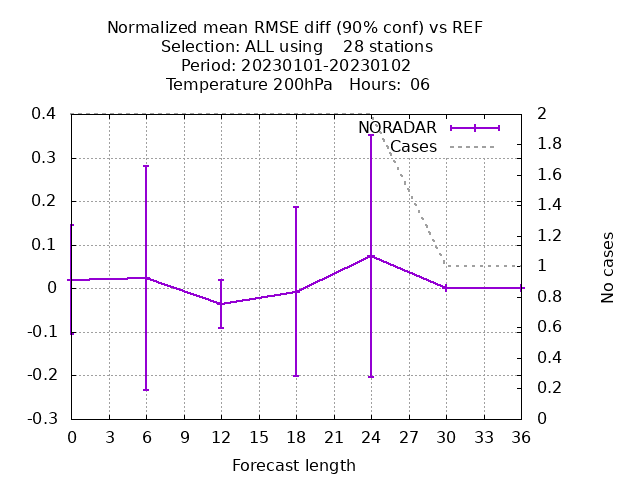 Normalized mean RMSE diff (90% conf) vs REF
Selection: ALL using    28 stations
Period: 20230101-20230102
Temperature 200hPa   Hours:  06
NORADAR
Cases
0.4
0.3
0.2
0.1
0
-0.1
-0.2
-0.3
2
1.8
1.6
1.4
1.2
1
0.8
0.6
0.4
0.2
0
No cases
0 3 6 9 12 15 18 21 24 27 30 33 36
Forecast length